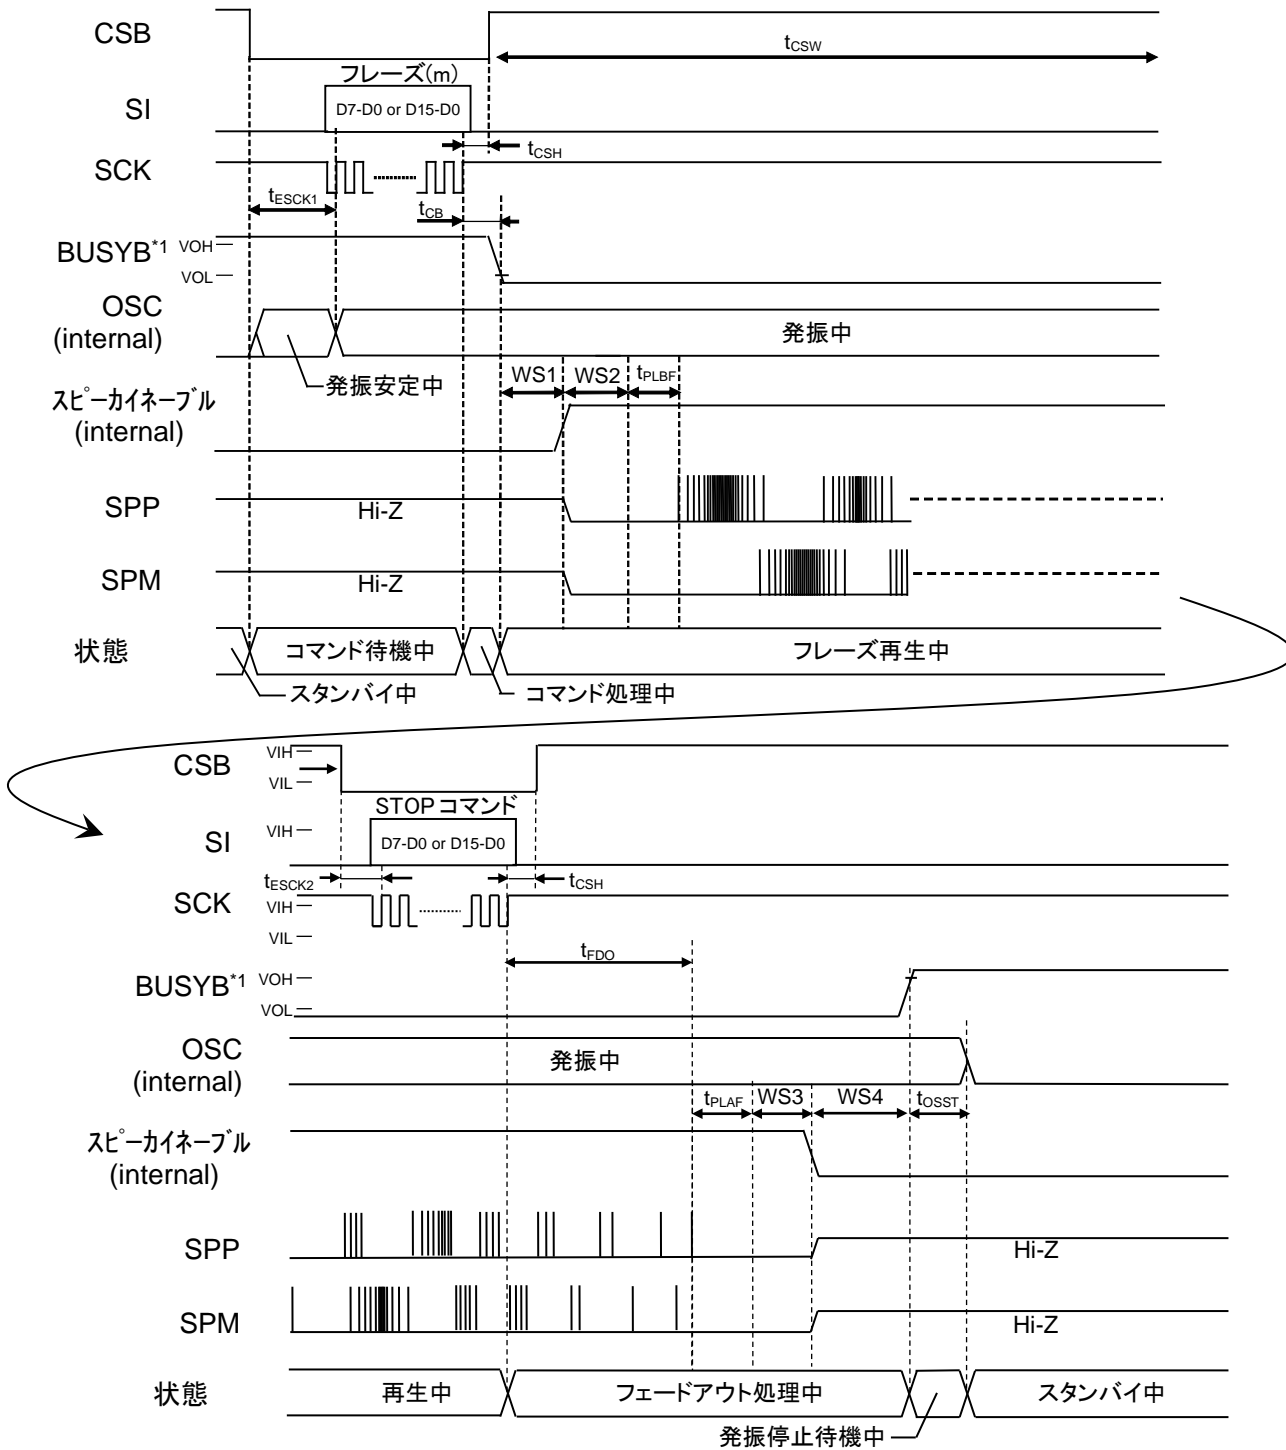 CSB
tCSW
フレーズ(m)
SI
D7-D0 or D15-D0
tCSH
SCK
tESCK1
tCB
BUSYB*1
VOH
VOL
OSC
(internal)
発振中
発振安定中
WS1
WS2
tPLBF
スピーカイネーブル
(internal)
SPP
Hi-Z
SPM
Hi-Z
状態
コマンド待機中
フレーズ再生中
スタンバイ中
コマンド処理中
CSB
VIH
VIL
STOP コマンド
SI
VIH
D7-D0 or D15-D0
tESCK2
tCSH
SCK
VIH
VIL
tFDO
BUSYB*1
VOH
VOL
OSC
(internal)
発振中
tPLAF
WS3
WS4
tOSST
スピーカイネーブル
(internal)
SPP
Hi-Z
SPM
Hi-Z
状態
再生中
フェードアウト処理中
スタンバイ中
発振停止待機中